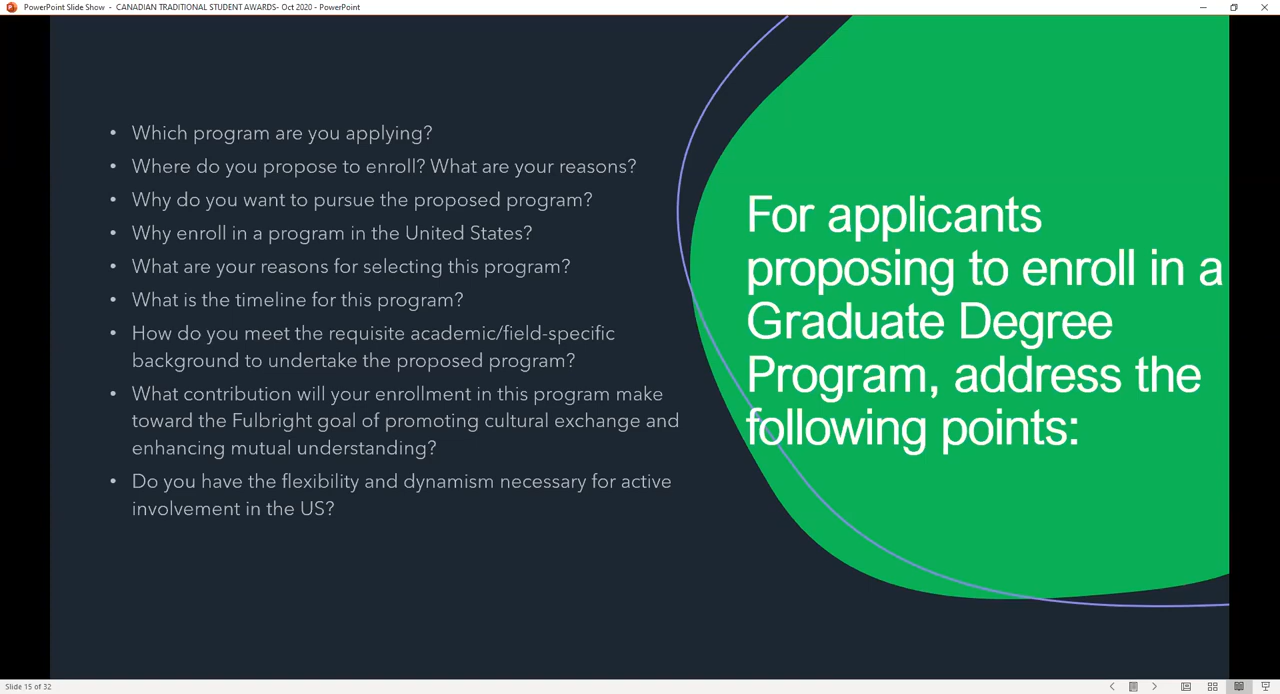 PowerPoint Slide Show - CANADIAN TRADITIONAL STUDENT AWARDS- Oct 2020 - PowerPoint
• Which program are you applying?
• Where do you propose to enroll? What are your reasons?
• Why do you want to pursue the proposed program?
• Why enroll in a program in the United States?
• What are your reasons for selecting this program?
• What is the timeline for this program?
• How do you meet the requisite academic/field-specific
background to undertake the proposed program?
• What contribution will your enrollment in this program make
toward the Fulbright goal of promoting cultural exchange and
enhancing mutual understanding?
• Do you have the flexibility and dynamism necessary for active
involvement in the US?
For applicants
proposing to enroll in a
Graduate Degree
Program, address the
following points:
Slide 15 of 32